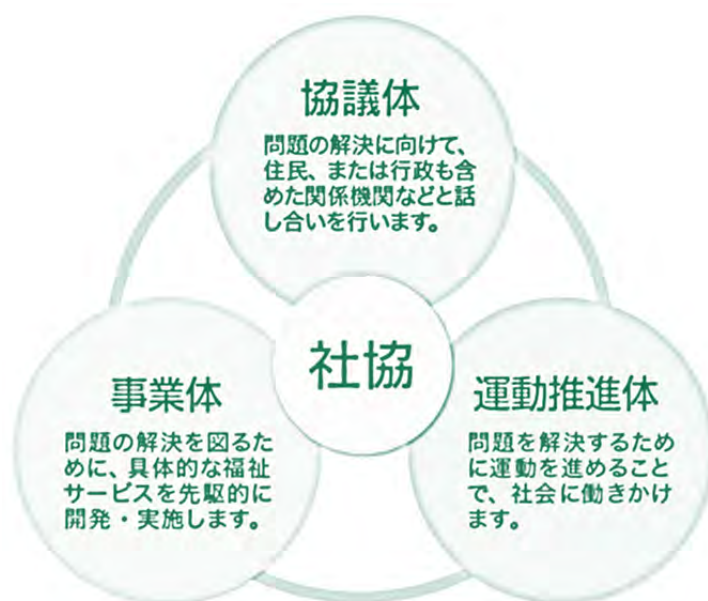 協議体
問題の解決に向けて、
住民、または行政も含
めた関係機関などと話
し合いを行います。
社協
事業体
問題の解決を図るた
めに、具体的な福祉
サービスを先駆的に
開発・実施します。
運動推進体
問題を解決するため
に運動を進めること
で、社会に働きかけ
ます。